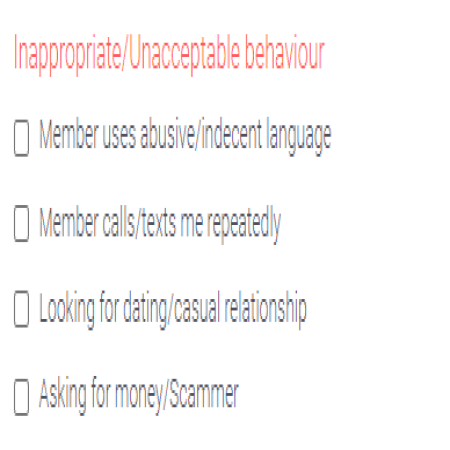 Inappropriate/Unacceptable behaviour
Member uses abusive/indecent language
Member calls/texts me repeatedly
Looking for dating/casual relationship
Asking for money/Scammer